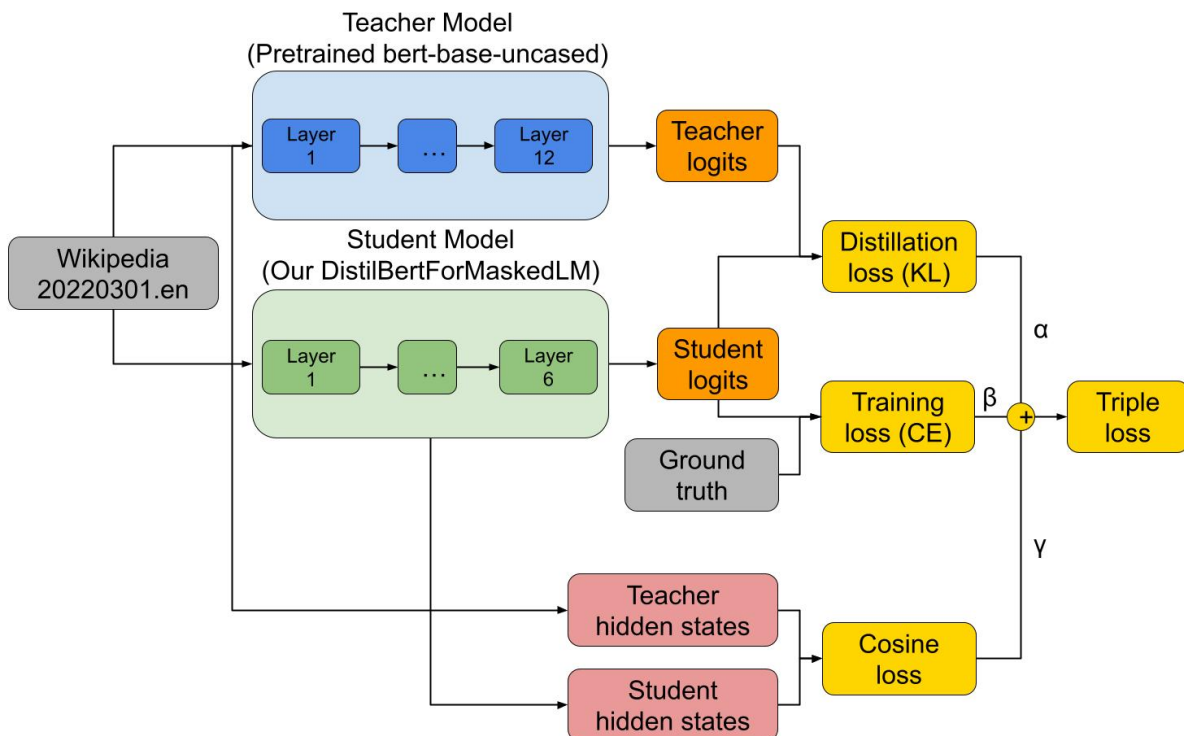 Teacher Model
(Pretrained bert-base-uncased)
Layer
1
...
Layer
12
Teacher
logits
Wikipedia
20220301.en
Student Model
(Our DistilBertForMaskedLM)
Layer
1
...
Layer
6
Student
logits
Ground
truth
Distillation
loss (KL)
α
Training
loss (CE)
β
+
Triple
loss
γ
Teacher
hidden states
Student
hidden states
Cosine
loss